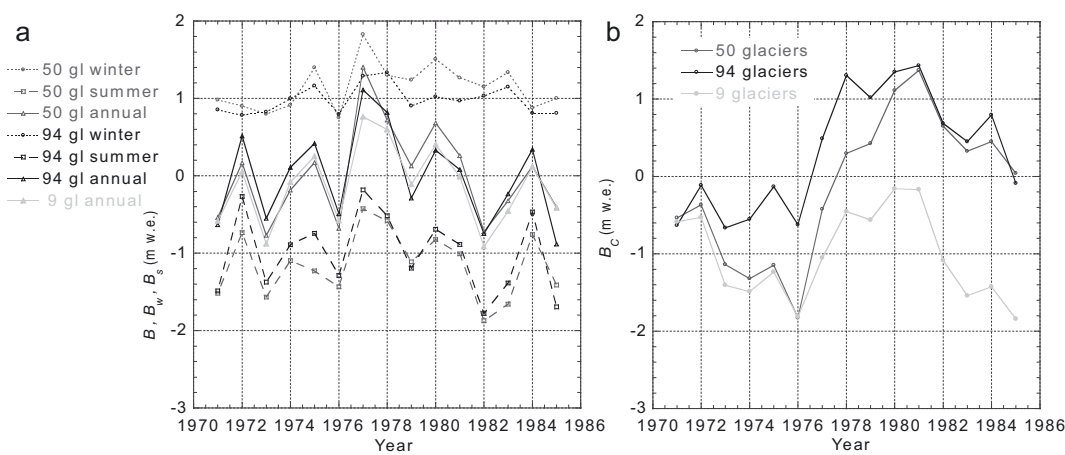 a
50 gl winter
50 gl summer
50 gl annual
94 gl winter
94 gl summer
94 gl annual
9 gl annual
B, B_w, B_s (m w.e.)
2
1
0
-1
-2
-3
1970 1972 1974 1976 1978 1980 1982 1984 1986
Year
b
50 glaciers
94 glaciers
9 glaciers
B_C (m w.e.)
2
1
0
-1
-2
-3
1970 1972 1974 1976 1978 1980 1982 1984 1986
Year